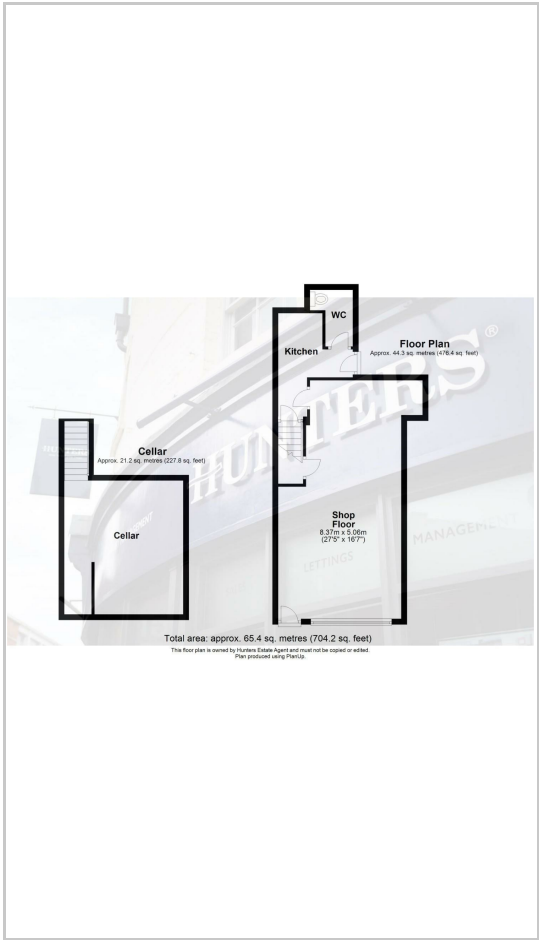 WC
Kitchen
Floor Plan
Approx. 44.3 sq. metres (476.4 sq. feet)
Cellar
Approx. 21.2 sq. metres (227.8 sq. feet)
Cellar
HUNTERS®
Shop
Floor
8.37m x 5.06m
(27'5" x 16'7")
LETTINGS
MANAGEMENT
Total area: approx. 65.4 sq. metres (704.2 sq. feet)
This floor plan is owned by Hunters Estate Agent and must not be copied or edited.
Plan produced using PlanUp.